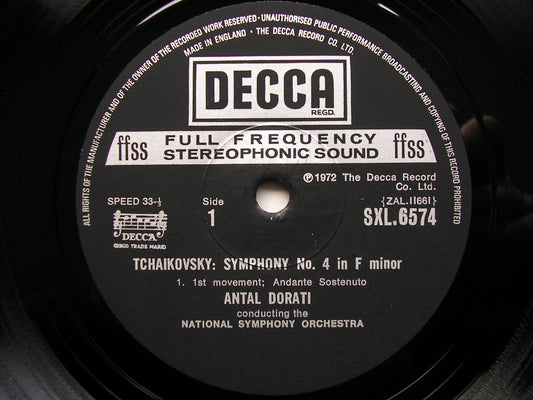 ALL RIGHTS OF THE MANUFACTURER AND OF THE OWNER OF THE RECORDED WORK RESERVED · UNAUTHORISED PUBLIC PERFORMANCE BROADCASTING AND COPYING OF THIS RECORD PROHIBITED
MADE IN ENGLAND · THE DECCA RECORD CO. LTD.
DECCA
REGD.
ffss FULL FREQUENCY STEREOPHONIC SOUND ffss
℗1972 The Decca Record
Co. Ltd.
SPEED 33-⅓
Side
1
{ZAL.11661}
SXL.6574
DECCA
(REGD. TRADE MARK)
TCHAIKOVSKY: SYMPHONY No. 4 in F minor
1. 1st movement; Andante Sostenuto
ANTAL DORATI
conducting the
NATIONAL SYMPHONY ORCHESTRA